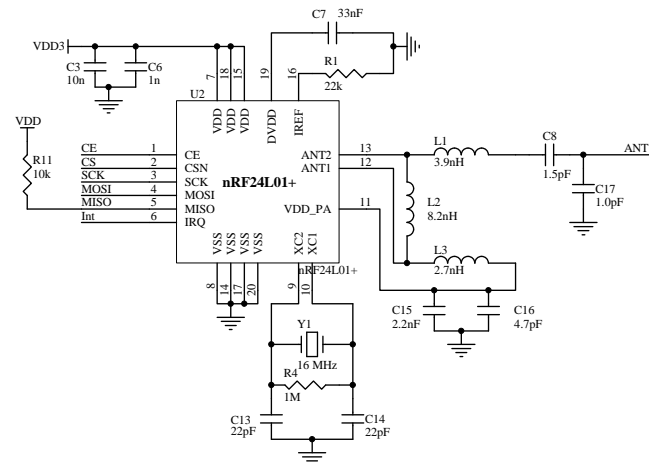 C7 33nF
VDD3
C3
10n
C6
1n
7
18
15
19
16
R1
22k
U2
VDD
VDD
VDD
DVDD
IREF
VDD
R11
10k
CE 1 CE
CS 2 CSN
SCK 3 SCK
MOSI 4 MOSI
MISO 5 MISO
Int 6 IRQ
nRF24L01+
ANT2 13
ANT1 12
VDD_PA 11
L1
3.9nH
C8
1.5pF
ANT
C17
1.0pF
L2
8.2nH
L3
2.7nH
VSS
VSS
VSS
VSS
XC2
XC1
nRF24L01+
8
14
17
20
9
10
C15
2.2nF
C16
4.7pF
Y1
16 MHz
R4
1M
C13
22pF
C14
22pF